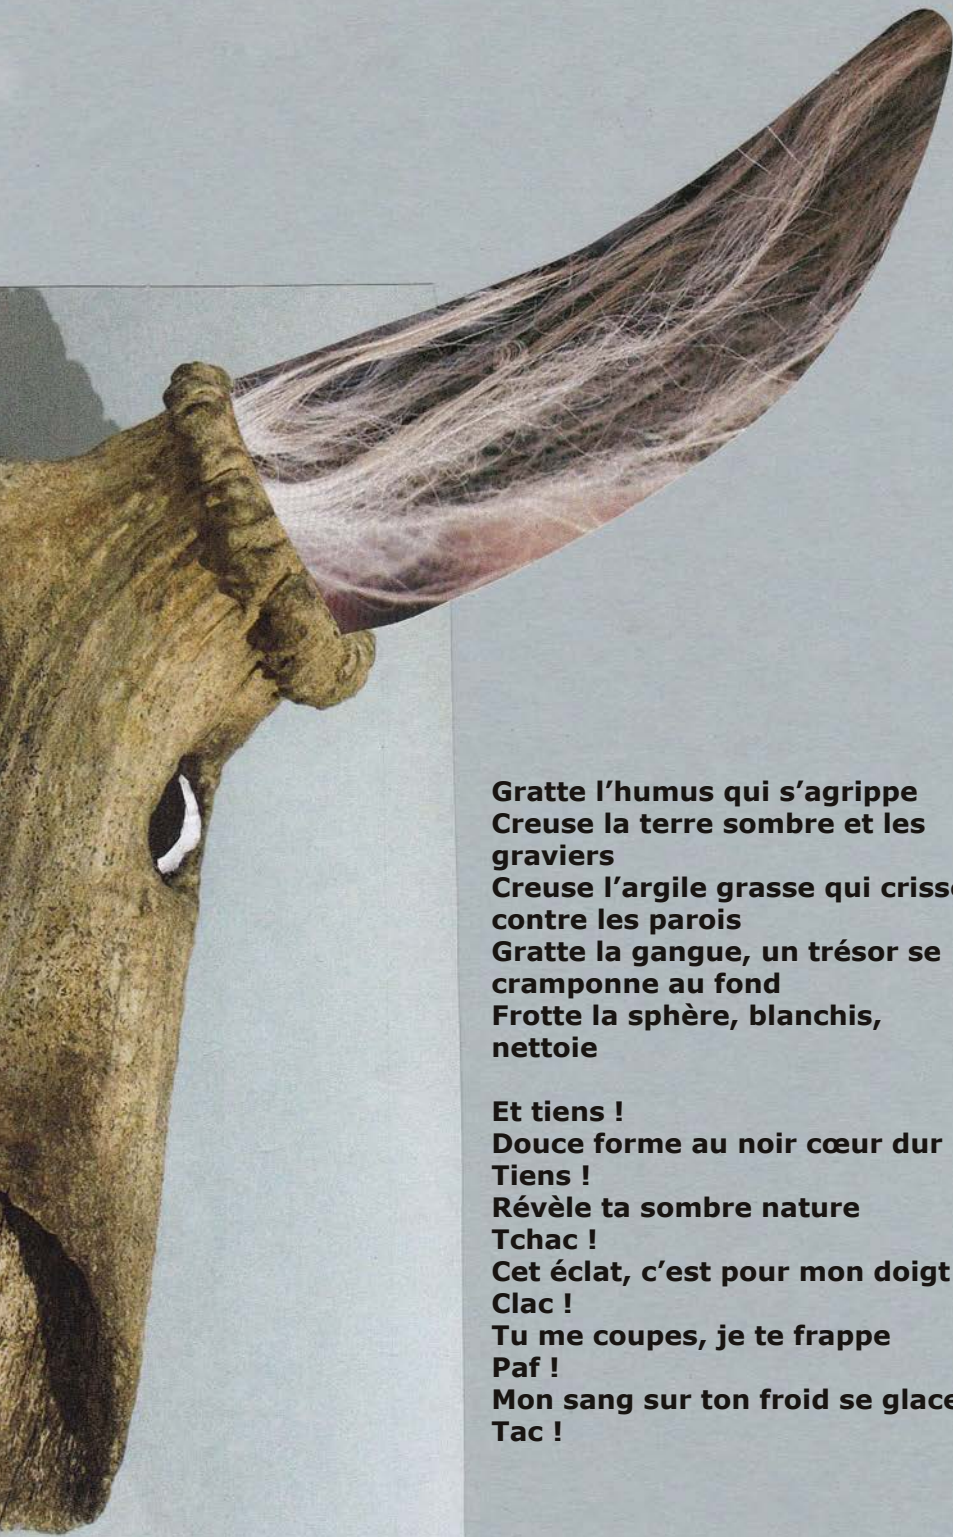 Gratte l’humus qui s’agrippe
Creuse la terre sombre et les
graviers
Creuse l’argile grasse qui crisse
contre les parois
Gratte la gangue, un trésor se
cramponne au fond
Frotte la sphère, blanchis,
nettoie

Et tiens !
Douce forme au noir cœur dur
Tiens !
Révèle ta sombre nature
Tchac !
Cet éclat, c’est pour mon doigt
Clac !
Tu me coupes, je te frappe
Paf !
Mon sang sur ton froid se glace
Tac !